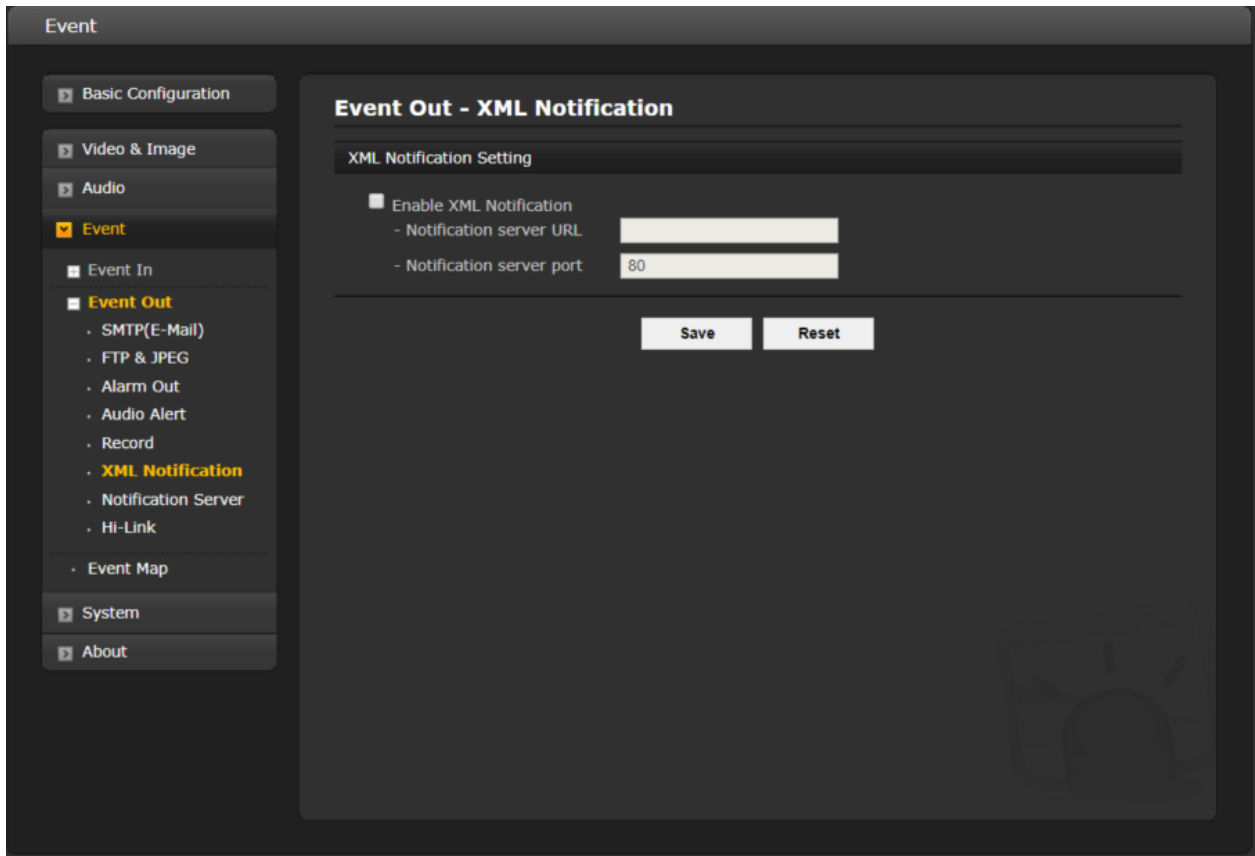 Event
Basic Configuration
Video & Image
Audio
Event
Event In
Event Out
SMTP(E-Mail)
FTP & JPEG
Alarm Out
Audio Alert
Record
XML Notification
Notification Server
Hi-Link
Event Map
System
About
Event Out - XML Notification
XML Notification Setting
Enable XML Notification
- Notification server URL
- Notification server port 80
Save Reset